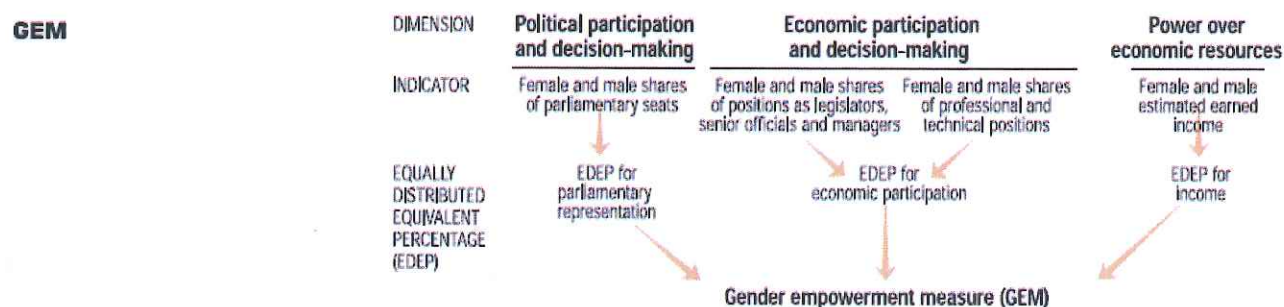 GEM
DIMENSION
Political participation
and decision-making
Economic participation
and decision-making
Power over
economic resources
INDICATOR
Female and male shares
of parliamentary seats
Female and male shares
of positions as legislators,
senior officials and managers
Female and male shares
of professional and
technical positions
Female and male
estimated earned
income
EQUALLY
DISTRIBUTED
EQUIVALENT
PERCENTAGE
(EDEP)
EDEP for
parliamentary
representation
EDEP for
economic participation
EDEP for
income
Gender empowerment measure (GEM)